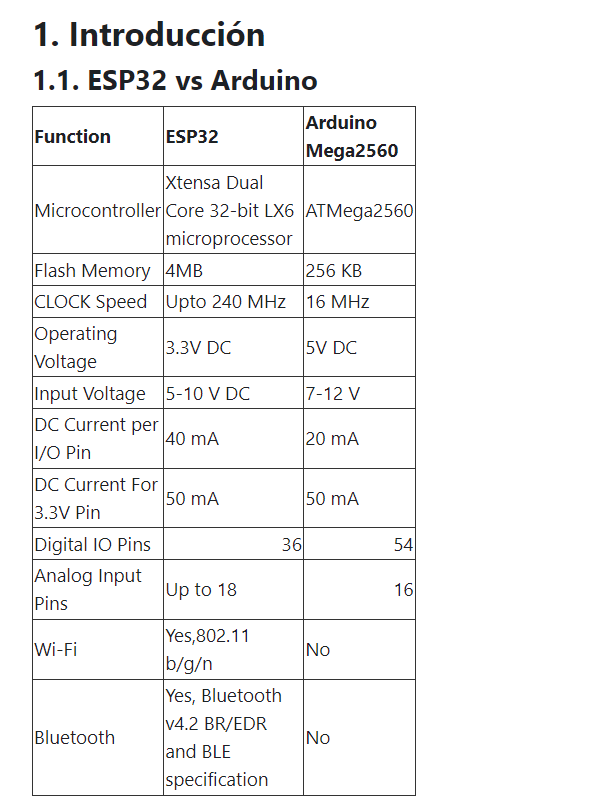 1. Introducción
1.1. ESP32 vs Arduino
Function ESP32 Arduino
Mega2560
Microcontroller Xtensa Dual
Core 32-bit LX6
microprocessor ATMega2560
Flash Memory 4MB 256 KB
CLOCK Speed Upto 240 MHz 16 MHz
Operating
Voltage 3.3V DC 5V DC
Input Voltage 5-10 V DC 7-12 V
DC Current per
I/O Pin 40 mA 20 mA
DC Current For
3.3V Pin 50 mA 50 mA
Digital IO Pins 36 54
Analog Input
Pins Up to 18 16
Wi-Fi Yes,802.11
b/g/n No
Bluetooth Yes, Bluetooth
v4.2 BR/EDR
and BLE
specification No